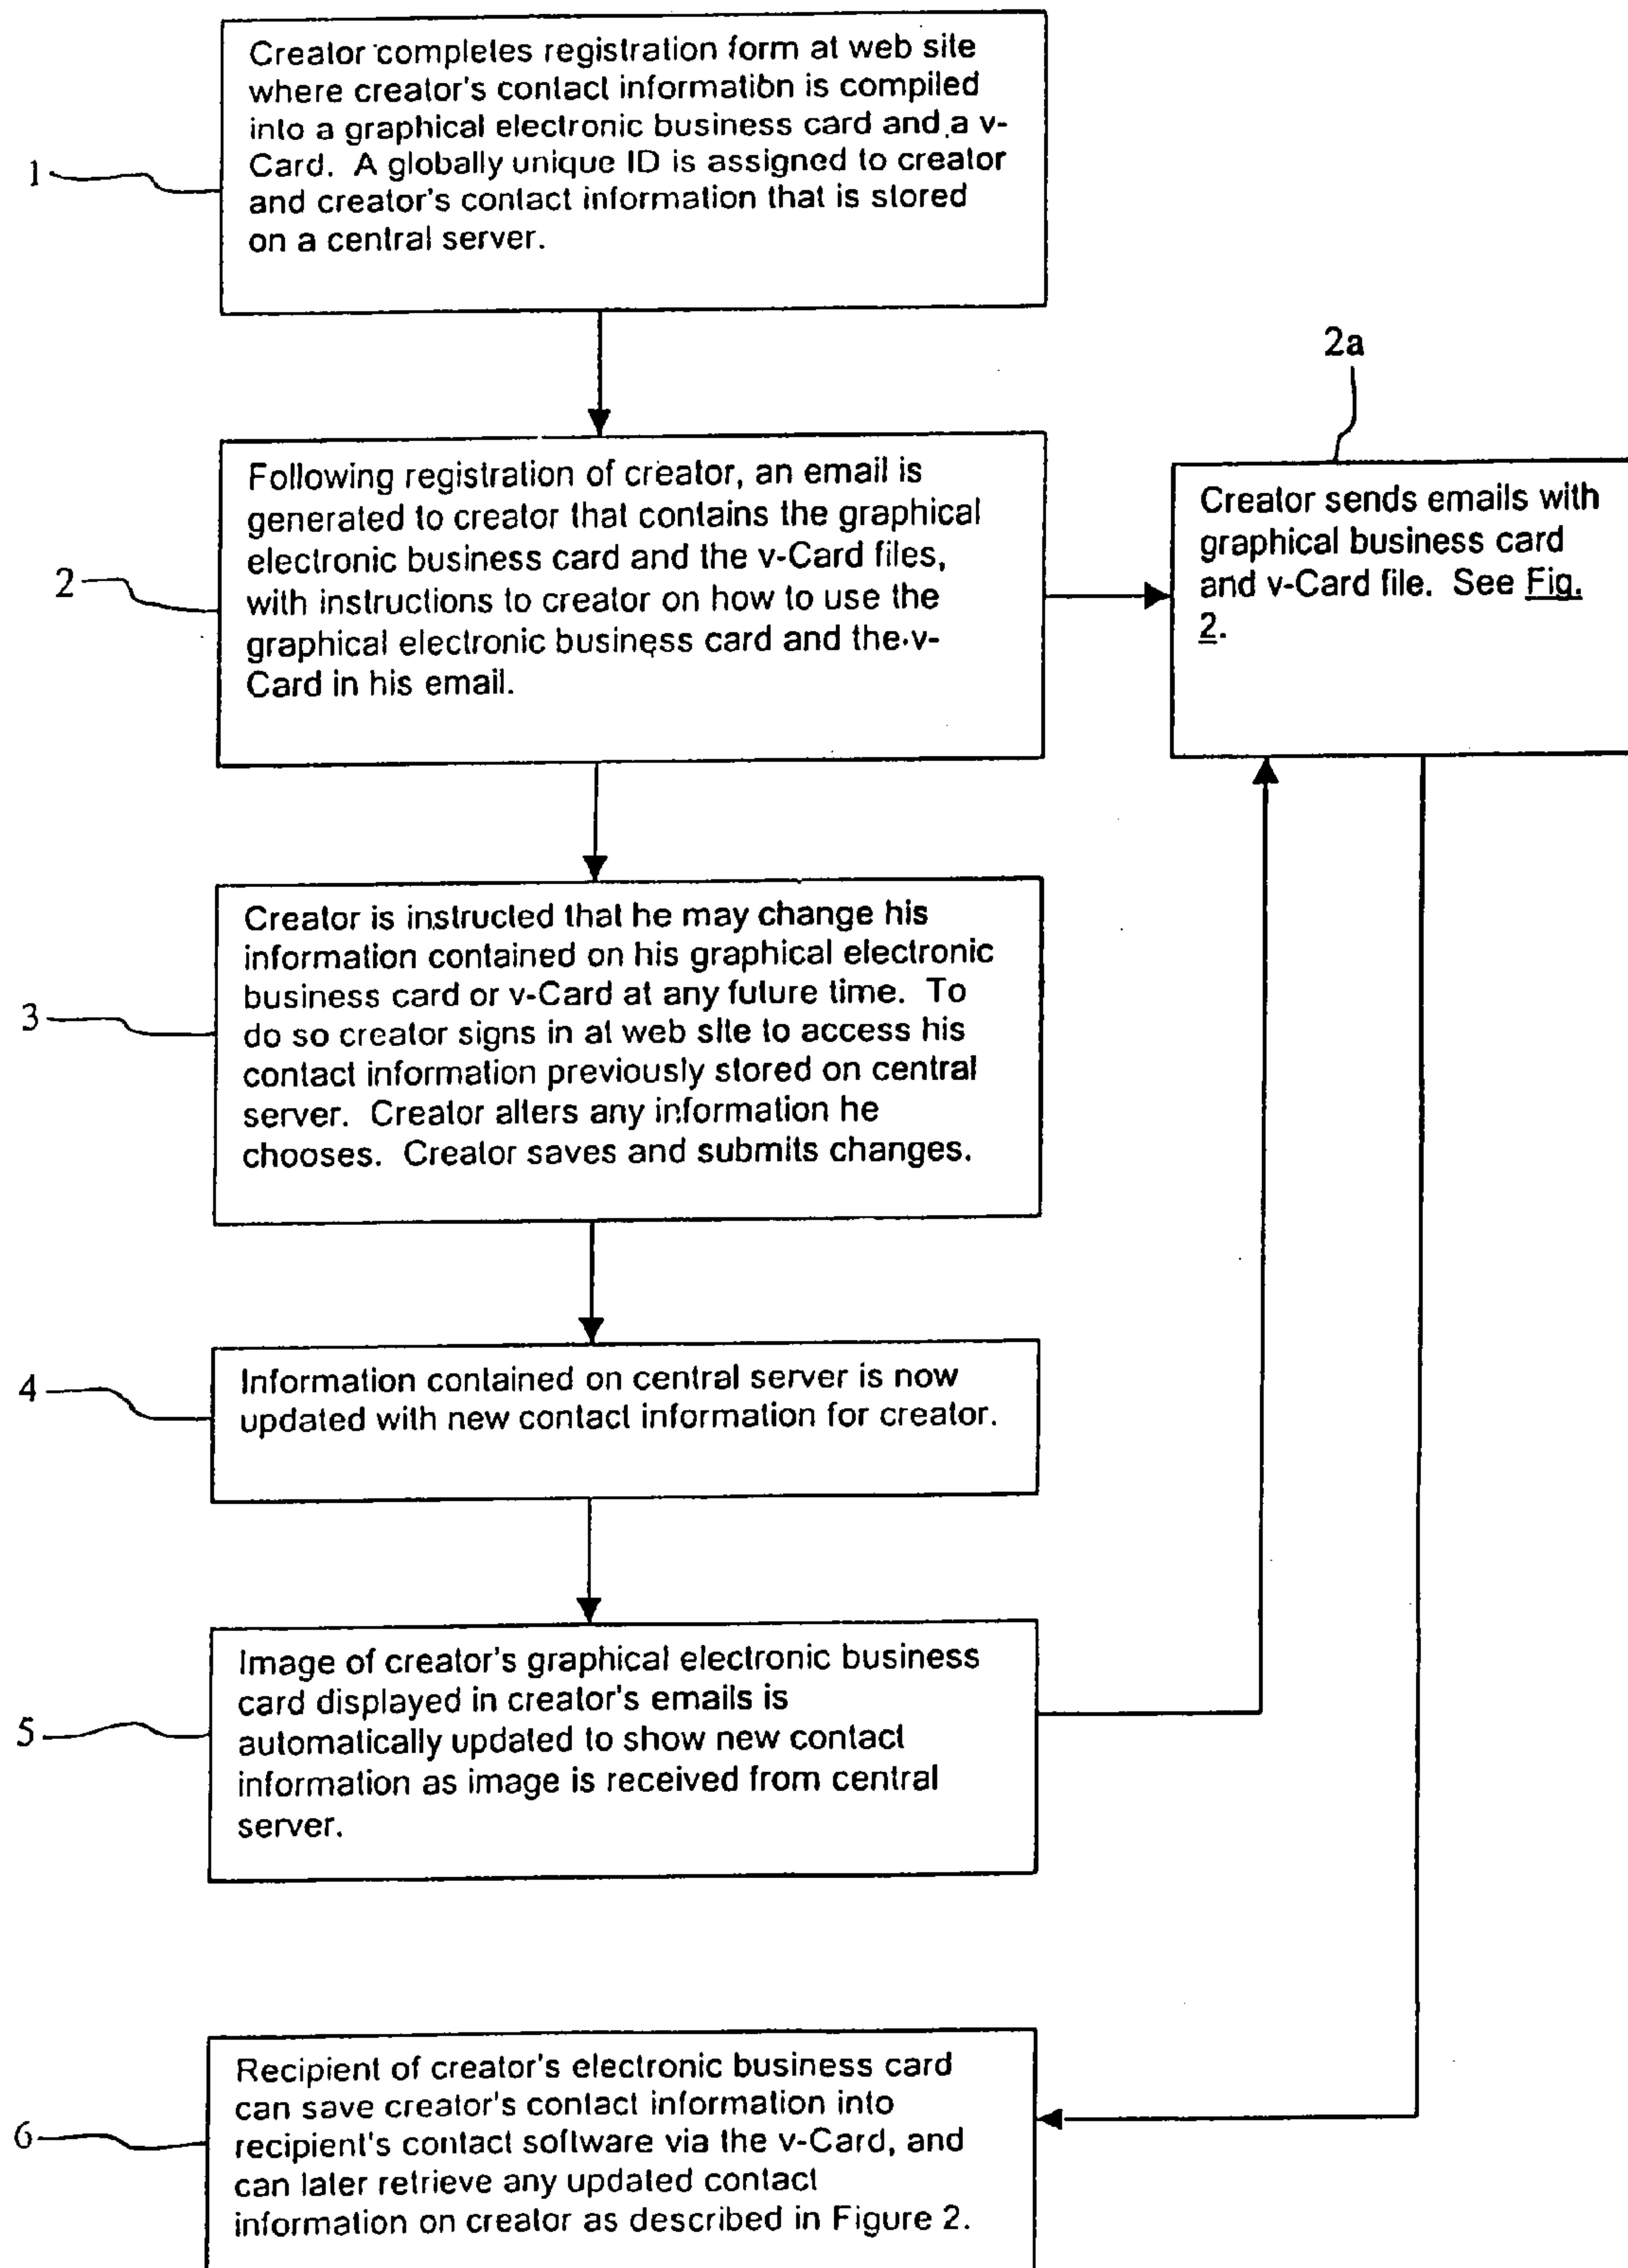 Creator completes registration form at web site
where creator's contact information is compiled
into a graphical electronic business card and a v-
Card. A globally unique ID is assigned to creator
and creator's contact information that is stored
on a central server.
1
2a
Following registration of creator, an email is
generated to creator that contains the graphical
electronic business card and the v-Card files,
with instructions to creator on how to use the
graphical electronic business card and the v-
Card in his email.
2
Creator sends emails with
graphical business card
and v-Card file. See Fig.
2.
Creator is instructed that he may change his
information contained on his graphical electronic
business card or v-Card at any future time. To
do so creator signs in at web site to access his
contact information previously stored on central
server. Creator alters any information he
chooses. Creator saves and submits changes.
3
Information contained on central server is now
updated with new contact information for creator.
4
Image of creator's graphical electronic business
card displayed in creator's emails is
automatically updated to show new contact
information as image is received from central
server.
5
Recipient of creator's electronic business card
can save creator's contact information into
recipient's contact software via the v-Card, and
can later retrieve any updated contact
information on creator as described in Figure 2.
6